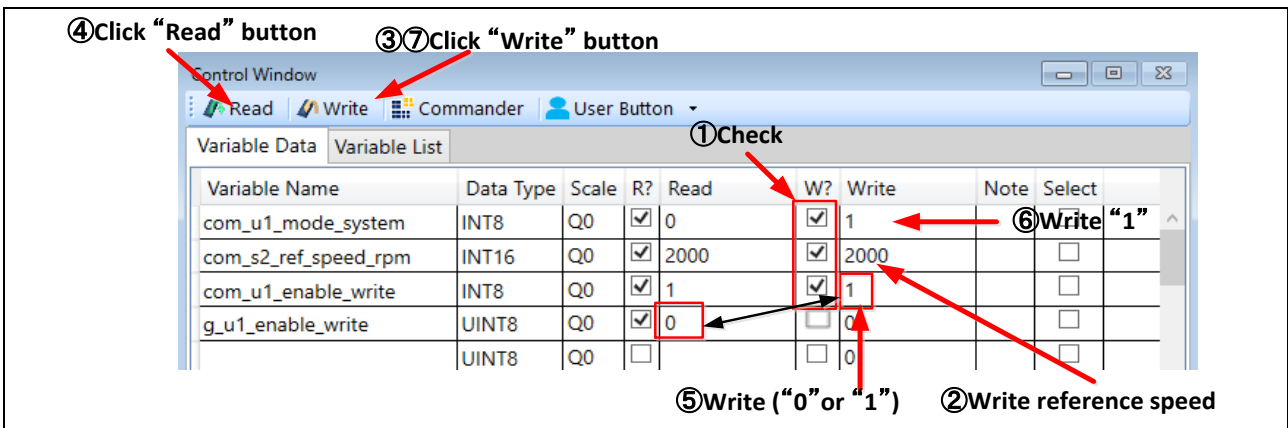 ④Click “Read” button
③⑦Click “Write” button
Control Window
Read Write Commander User Button
①Check
Variable Data Variable List
Variable Name Data Type Scale R? Read W? Write Note Select
com_u1_mode_system INT8 Q0 0 1 ⑥Write “1”
com_s2_ref_speed_rpm INT16 Q0 2000 2000
com_u1_enable_write INT8 Q0 1 1
g_u1_enable_write UINT8 Q0 0 0
UINT8 Q0 0
⑤Write (“0”or “1”) ②Write reference speed